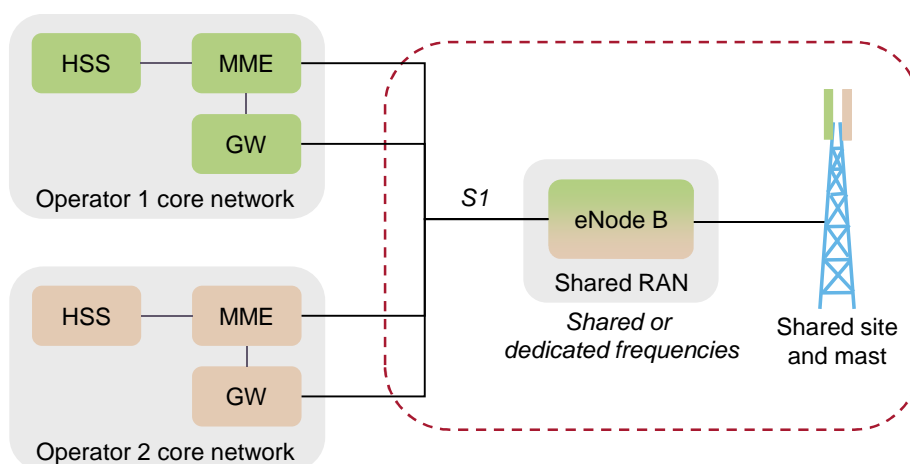 HSS
MME
GW
Operator 1 core network
S1
eNode B
Shared RAN
Shared or
dedicated frequencies
Shared site
and mast
HSS
MME
GW
Operator 2 core network